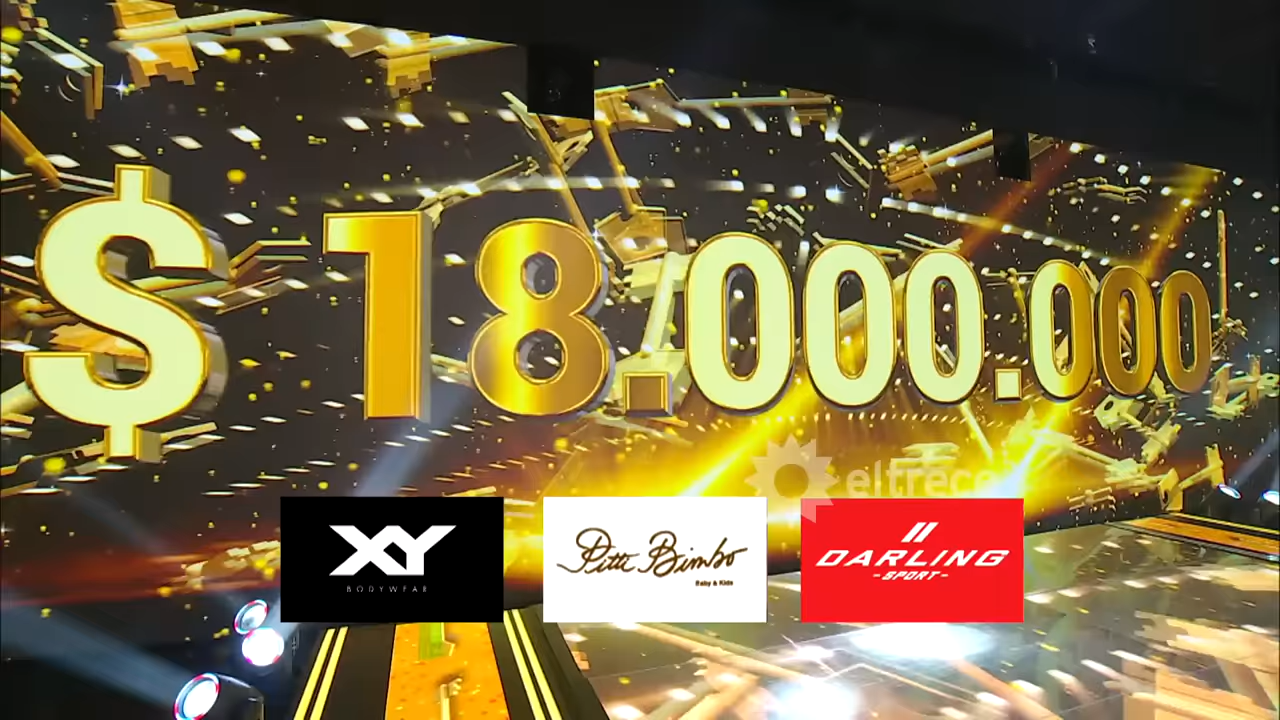 $ 18.000.000
eltrece
XY
BODYWEAR
Pitti Bimbo
Baby & Kids
DARLING
-SPORT-